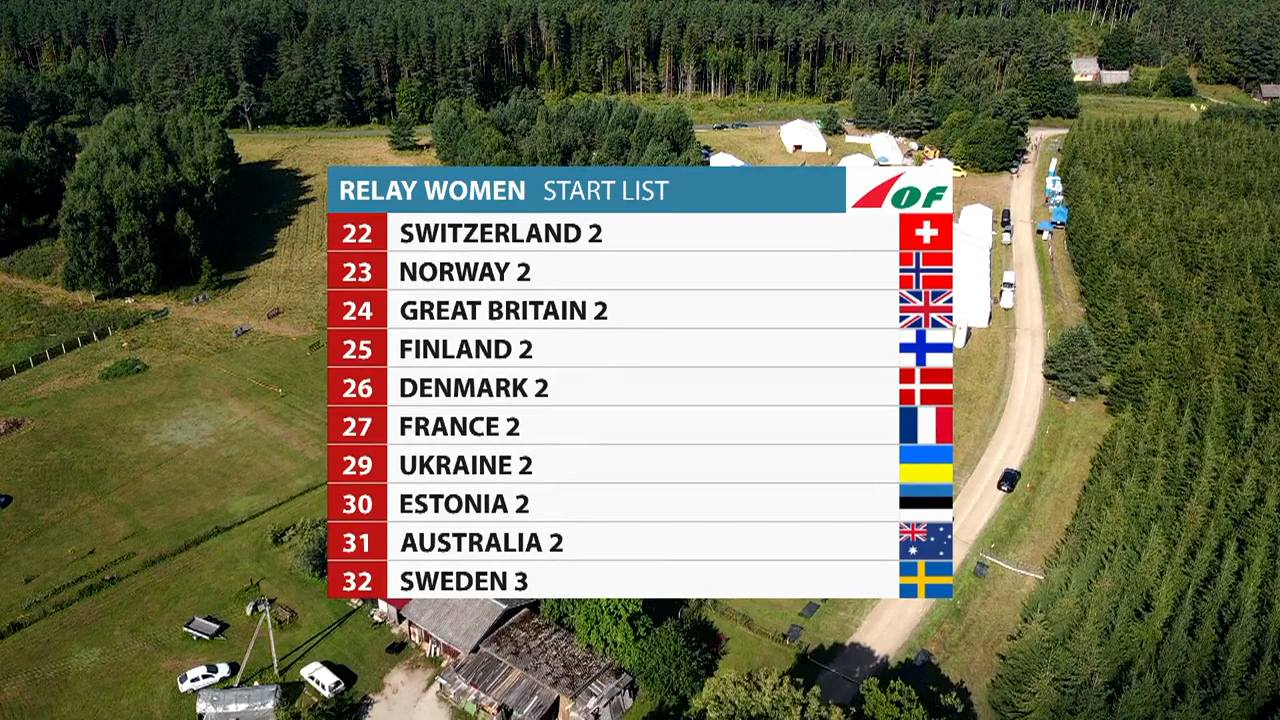 RELAY WOMEN START LIST
IOF
22 SWITZERLAND 2
23 NORWAY 2
24 GREAT BRITAIN 2
25 FINLAND 2
26 DENMARK 2
27 FRANCE 2
29 UKRAINE 2
30 ESTONIA 2
31 AUSTRALIA 2
32 SWEDEN 3